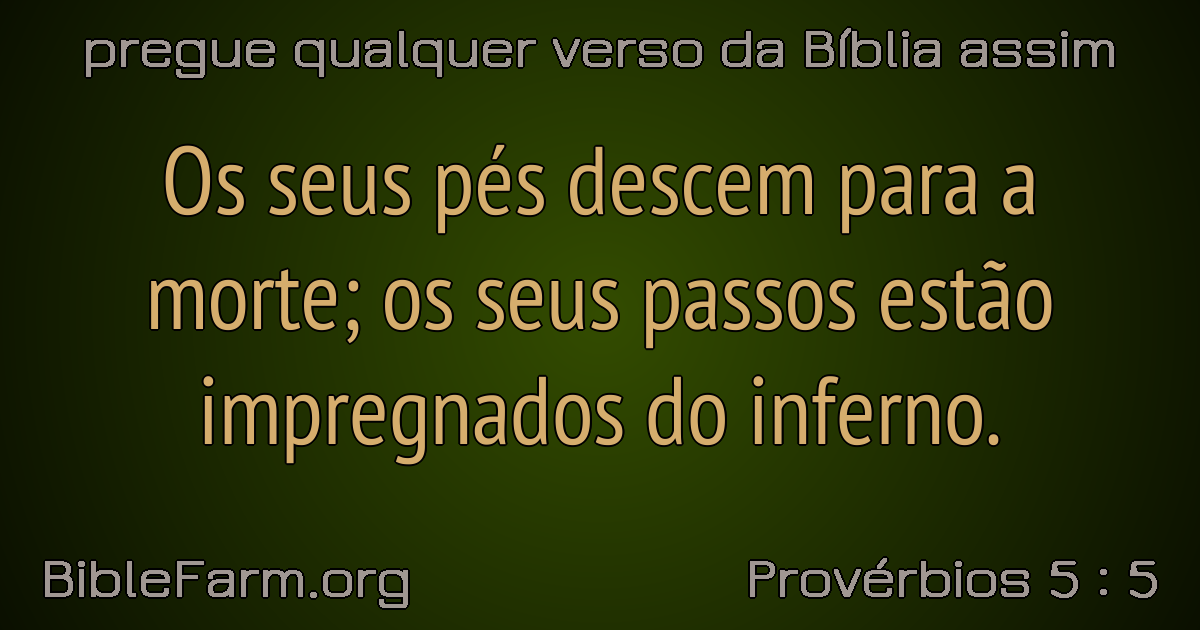 pregue qualquer verso da Bíblia assim
Os seus pés descem para a
morte; os seus passos estão
impregnados do inferno.
BibleFarm.org
Provérbios 5 : 5